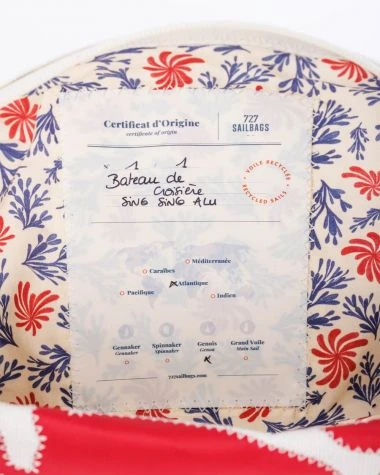 Certificat d'Origine
certificate of origin
727
SAILBAGS
N° 1 1
Bateau de
Croisière
SING SING ALU
VOILE RECYCLÉE
RECYCLED SAILS
Méditerranée
Caraïbes
Atlantique
Pacifique
Indien
Gennaker Spinnaker Genois Grand Voile
Gennaker Spinnaker Genoa Main Sail
727sailbags.com